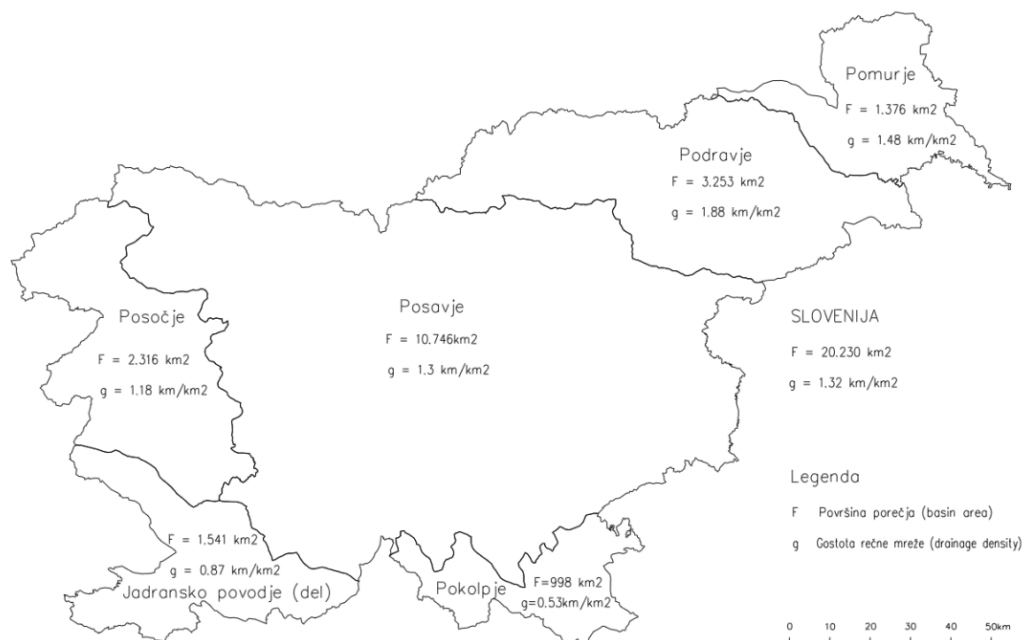 Pomurje
F = 1.376 km2
g = 1.48 km/km2
Podravje
F = 3.253 km2
g = 1.88 km/km2
Posočje
F = 2.316 km2
g = 1.18 km/km2
Posavje
F = 10.746km2
g = 1.3 km/km2
SLOVENIJA
F = 20.230 km2
g = 1.32 km/km2
F = 1.541 km2
g = 0.87 km/km2
Jadransko povodje (del)
Pokolpje
F=998 km2
g=0.53km/km2
Legenda
F Površina porečja (basin area)
g Gostota rečne mreže (drainage density)
0 10 20 30 40 50km